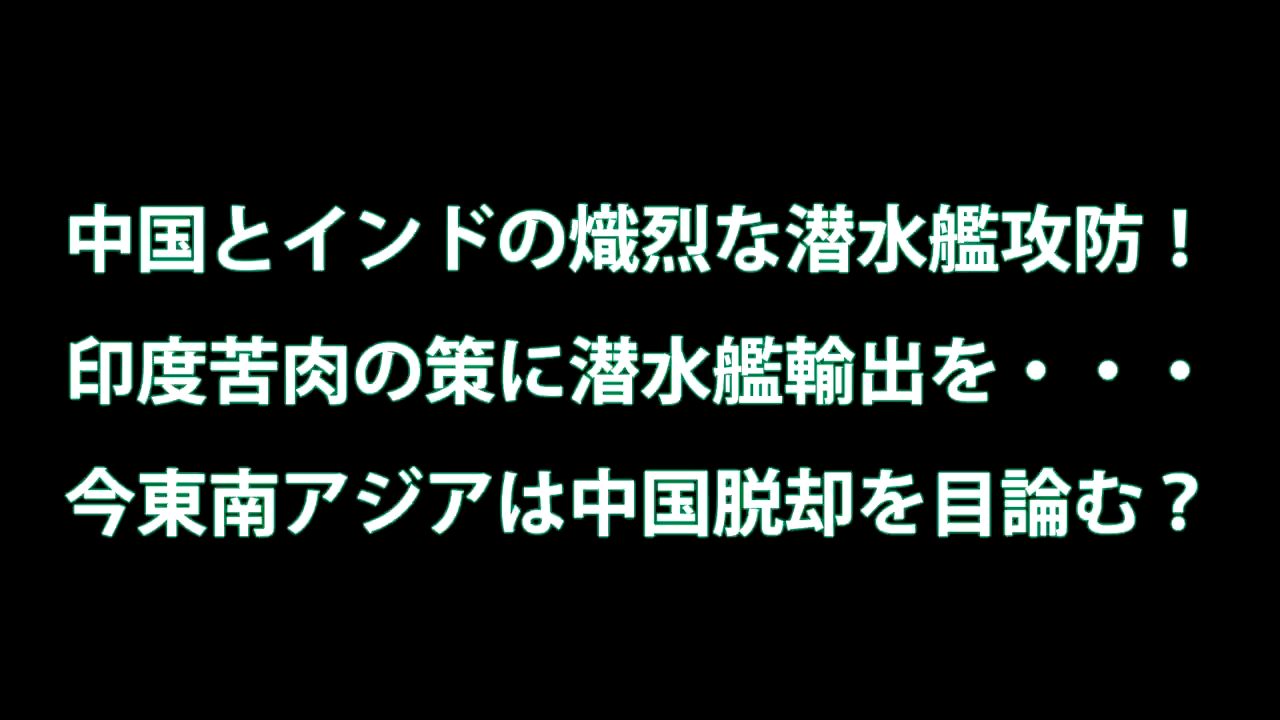 中国とインドの熾烈な潜水艦攻防！
印度苦肉の策に潜水艦輸出を・・・
今東南アジアは中国脱却を目論む？